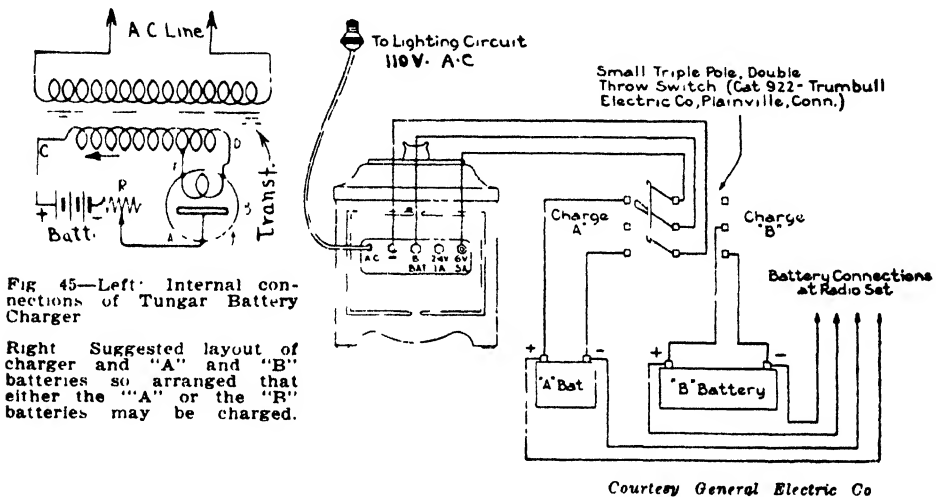 A C Line
C
D
F
R
B
+
-
Batt.
A
Transf.
Fig 45—Left· Internal con-
nections of Tungar Battery
Charger
Right Suggested layout of
charger and "A" and "B"
batteries so arranged that
either the "'A" or the "B"
batteries may be charged.
To Lighting Circuit
110 V. A.C
Small Triple Pole, Double
Throw Switch (Cat 922- Trumbull
Electric Co, Plainville, Conn.)
Charge
"A"
Charge
"B"
AC
-
B
BAT
24V
1A
6V
5A
Battery Connections
at Radio Set
+
-
"A" Bat
+
-
"B" Battery
Courtesy General Electric Co